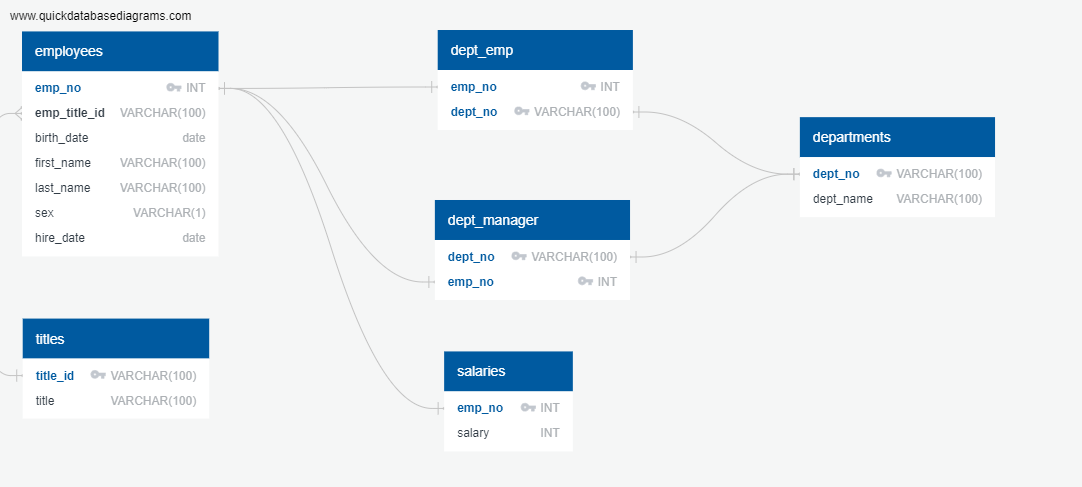 www.quickdatabasediagrams.com
employees
emp_no INT
emp_title_id VARCHAR(100)
birth_date date
first_name VARCHAR(100)
last_name VARCHAR(100)
sex VARCHAR(1)
hire_date date
titles
title_id VARCHAR(100)
title VARCHAR(100)
dept_emp
emp_no INT
dept_no VARCHAR(100)
dept_manager
dept_no VARCHAR(100)
emp_no INT
salaries
emp_no INT
salary INT
departments
dept_no VARCHAR(100)
dept_name VARCHAR(100)